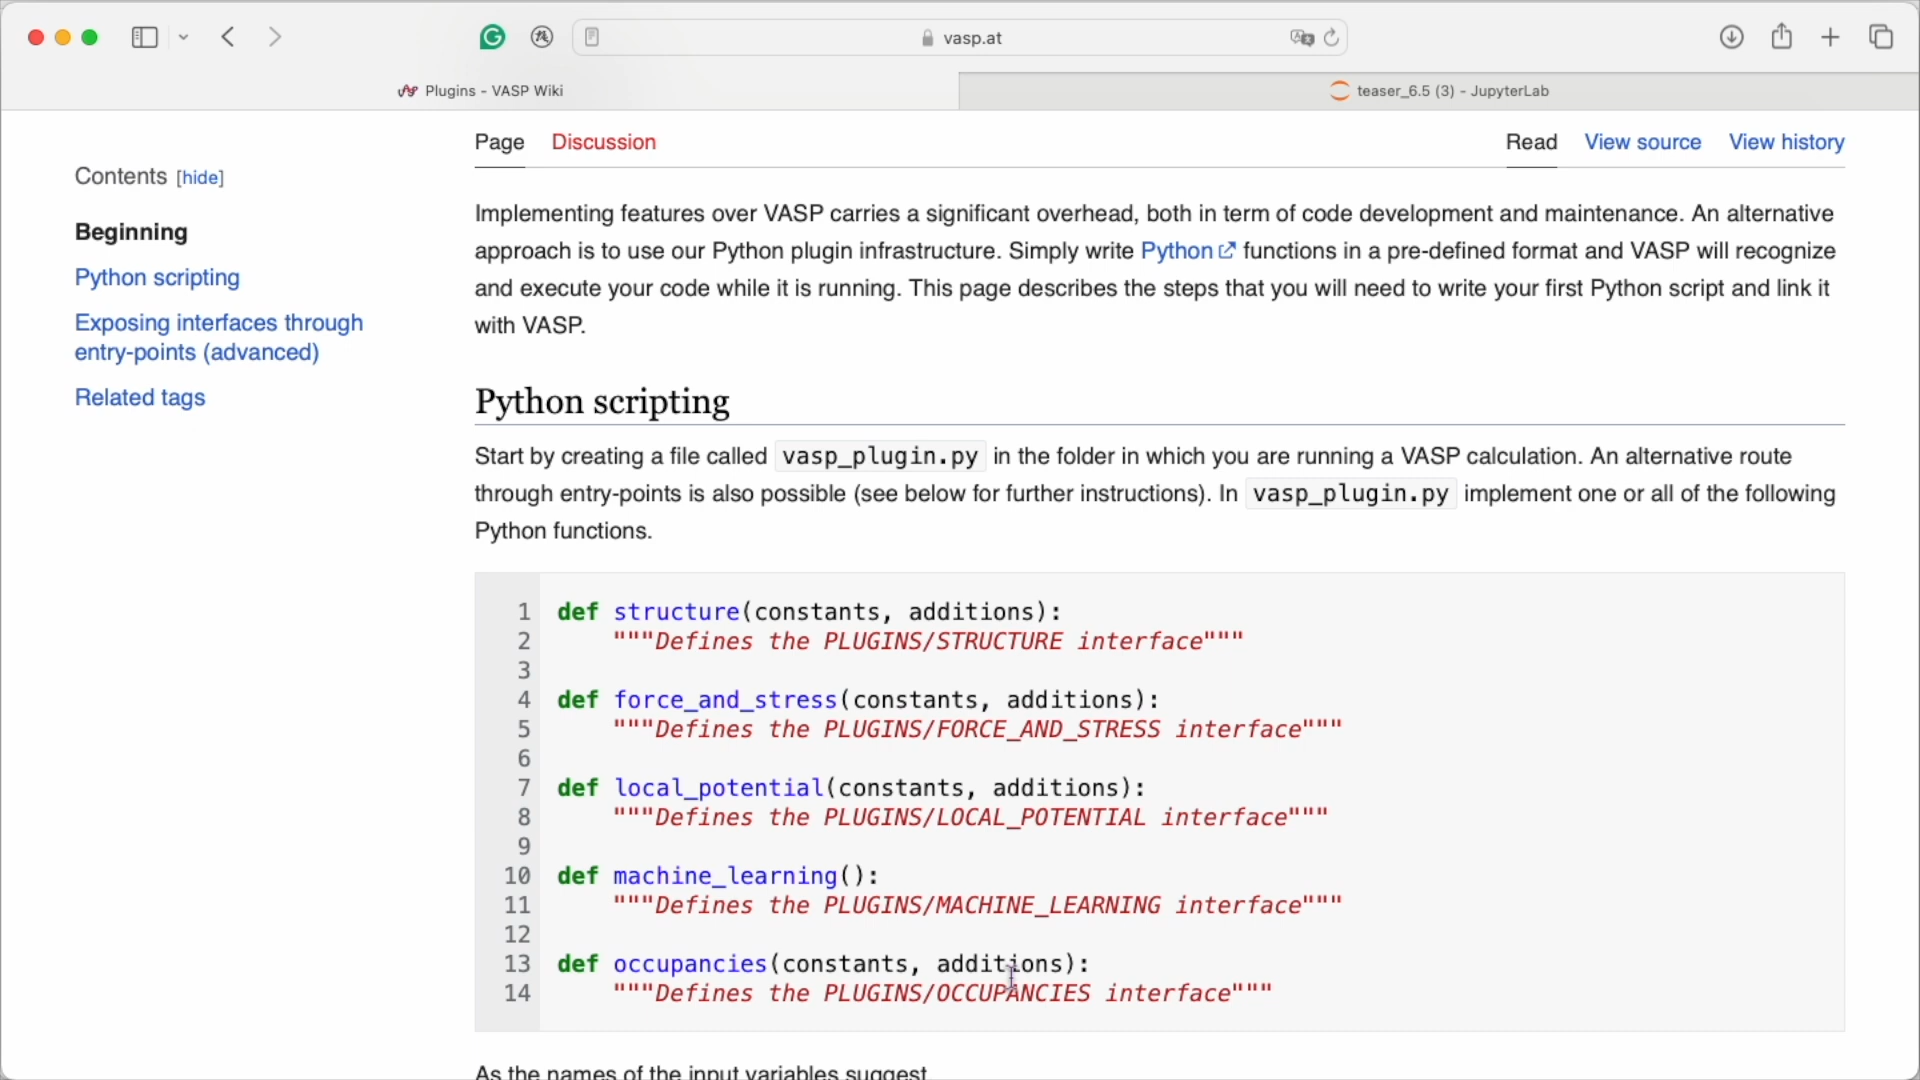 vasp.at
Plugins - VASP Wiki
teaser_6.5 (3) - JupyterLab
Page Discussion
Read View source View history
Contents [hide]
Beginning
Python scripting
Exposing interfaces through
entry-points (advanced)
Related tags
Implementing features over VASP carries a significant overhead, both in term of code development and maintenance. An alternative
approach is to use our Python plugin infrastructure. Simply write Python functions in a pre-defined format and VASP will recognize
and execute your code while it is running. This page describes the steps that you will need to write your first Python script and link it
with VASP.
Python scripting
Start by creating a file called vasp_plugin.py in the folder in which you are running a VASP calculation. An alternative route
through entry-points is also possible (see below for further instructions). In vasp_plugin.py implement one or all of the following
Python functions.
1 def structure(constants, additions):
2 """Defines the PLUGINS/STRUCTURE interface"""
3
4 def force_and_stress(constants, additions):
5 """Defines the PLUGINS/FORCE_AND_STRESS interface"""
6
7 def local_potential(constants, additions):
8 """Defines the PLUGINS/LOCAL_POTENTIAL interface"""
9
10 def machine_learning():
11 """Defines the PLUGINS/MACHINE_LEARNING interface"""
12
13 def occupancies(constants, additions):
14 """Defines the PLUGINS/OCCUPANCIES interface"""
As the names of the input variables suggest